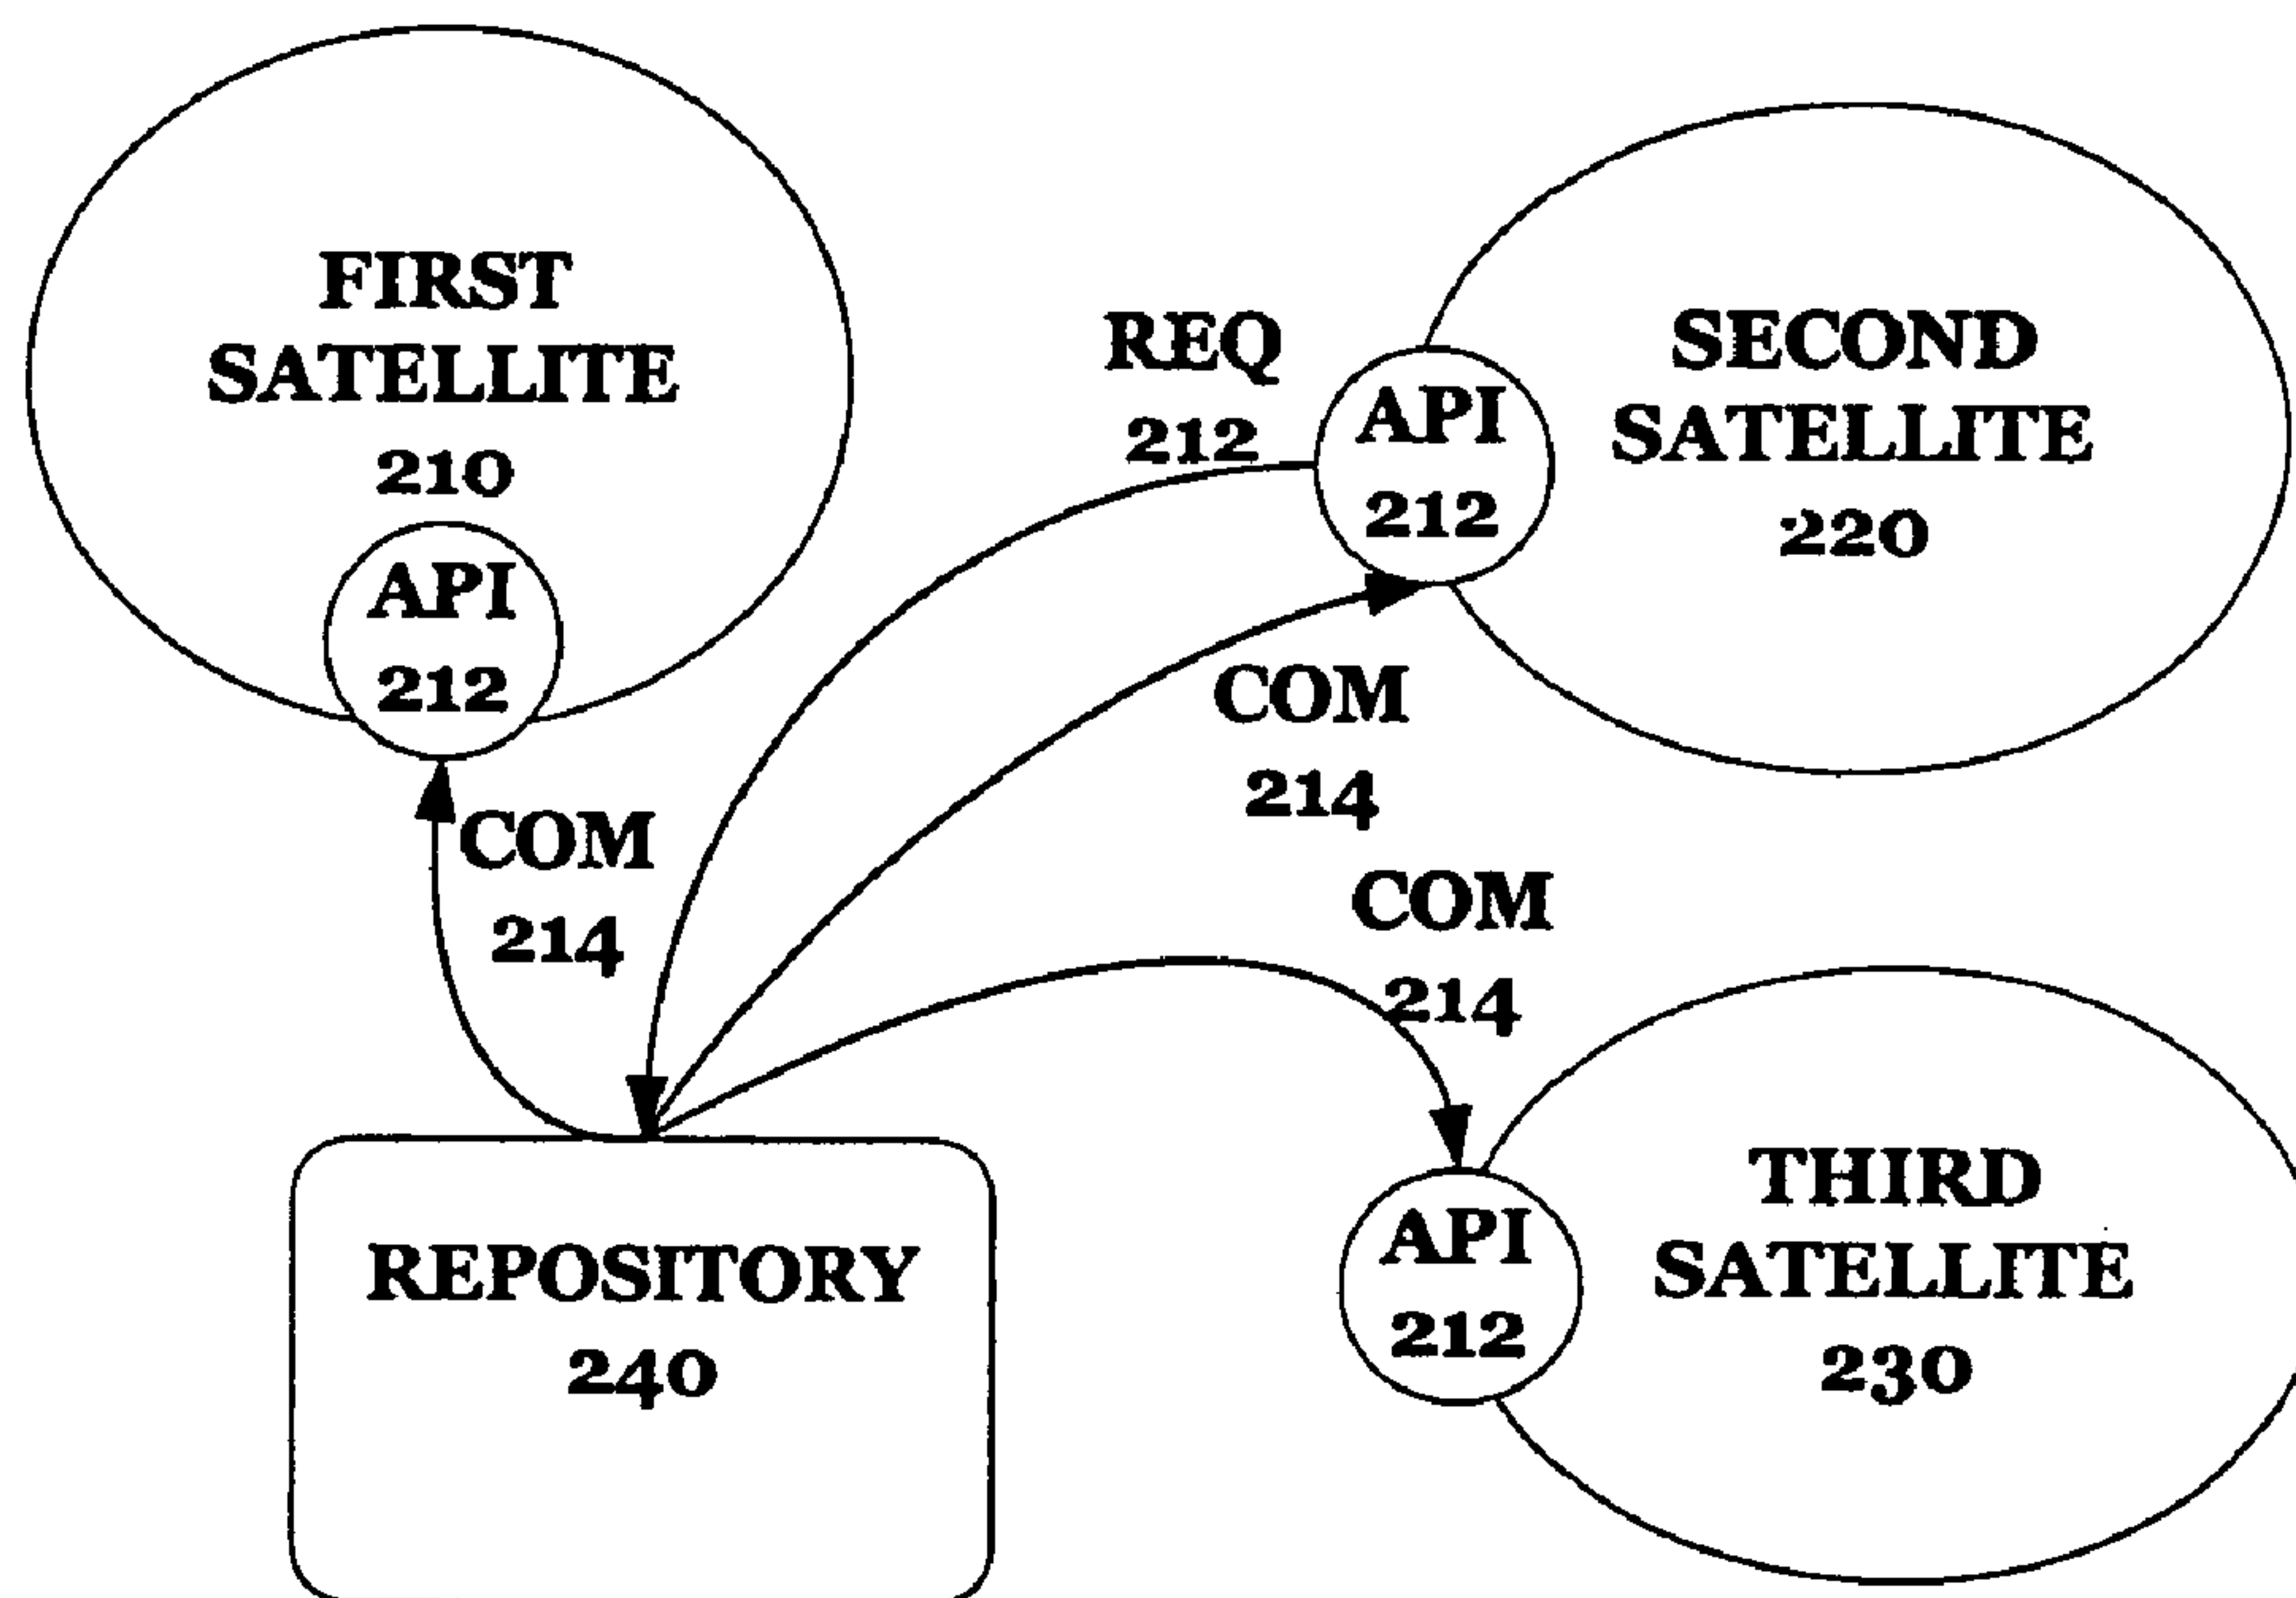 FIRST
SATELLITE
210
API
212
REQ
212
API
212
SECOND
SATELLITE
220
COM
214
COM
214
COM
214
REPOSITORY
240
API
212
THIRD
SATELLITE
230